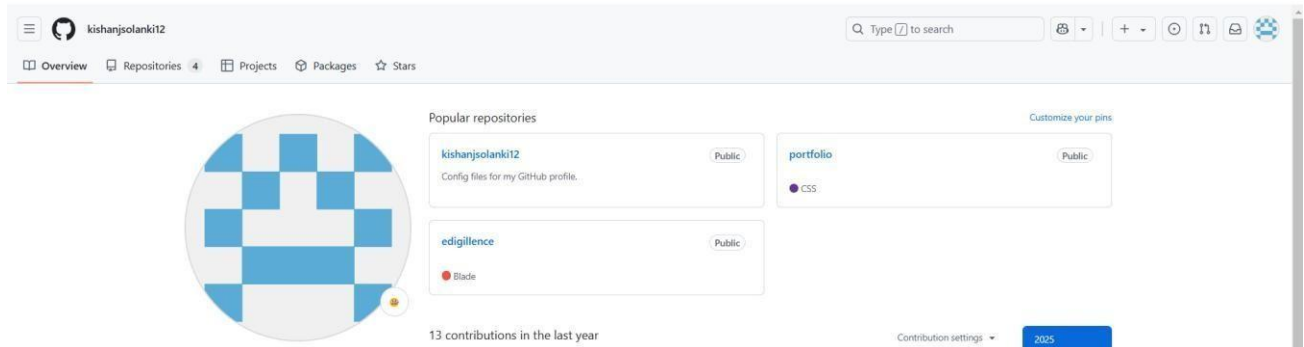 kishanjsolanki12
Type / to search
Overview
Repositories 4
Projects
Packages
Stars
Popular repositories
Customize your pins
kishanjsolanki12
Public
Config files for my GitHub profile.
portfolio
Public
CSS
edigillence
Public
Blade
13 contributions in the last year
Contribution settings
2025